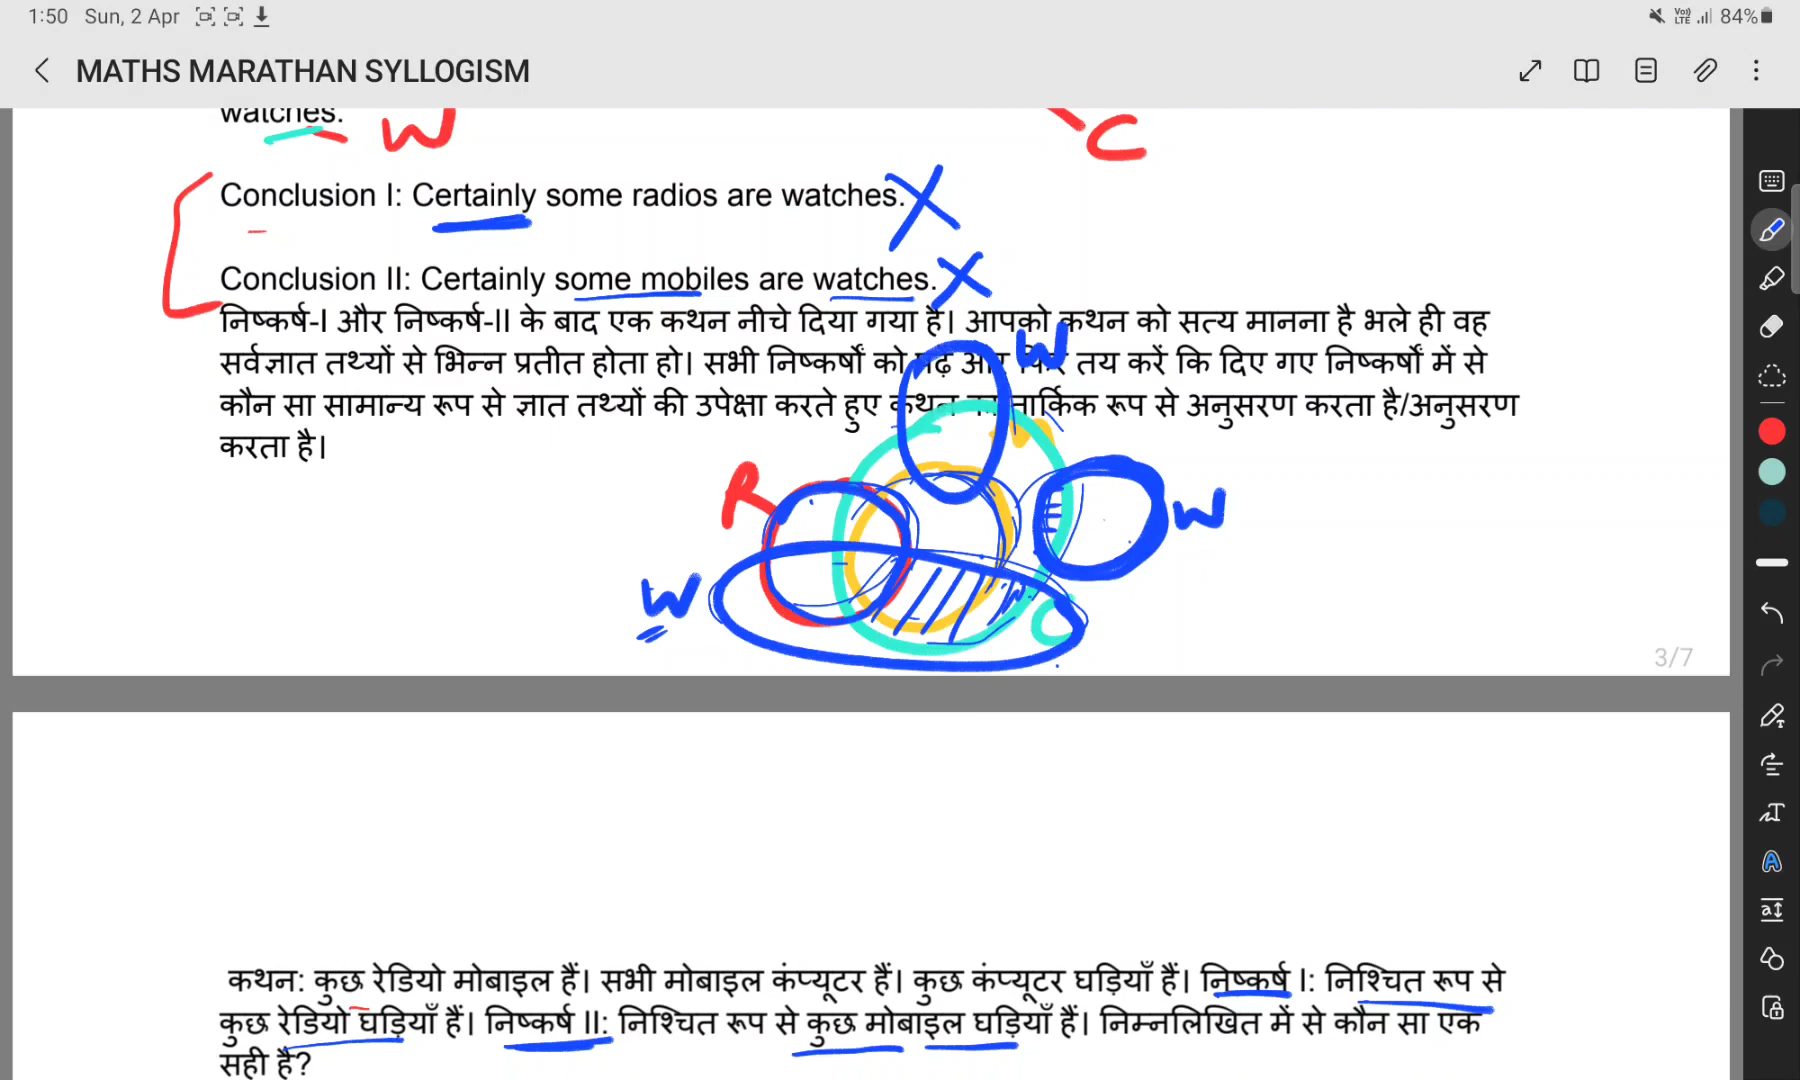 1:50 Sun, 2 Apr
84%
MATHS MARATHAN SYLLOGISM
watches. W
C
Conclusion I: Certainly some radios are watches. X
Conclusion II: Certainly some mobiles are watches. X
निष्कर्ष-I और निष्कर्ष-II के बाद एक कथन नीचे दिया गया है। आपको कथन को सत्य मानना है भले ही वह
सर्वज्ञात तथ्यों से भिन्न प्रतीत होता हो। सभी निष्कर्षों को तय करें कि दिए गए निष्कर्षों में से
कौन सा सामान्य रूप से ज्ञात तथ्यों की उपेक्षा करते हुए तार्किक रूप से अनुसरण करता है/अनुसरण
करता है।
W
R
W
W
C
3/7
कथन: कुछ रेडियो मोबाइल हैं। सभी मोबाइल कंप्यूटर हैं। कुछ कंप्यूटर घड़ियाँ हैं। निष्कर्ष I: निश्चित रूप से
कुछ रेडियो घड़ियाँ हैं। निष्कर्ष II: निश्चित रूप से कुछ मोबाइल घड़ियाँ हैं। निम्नलिखित में से कौन सा एक
सही है?